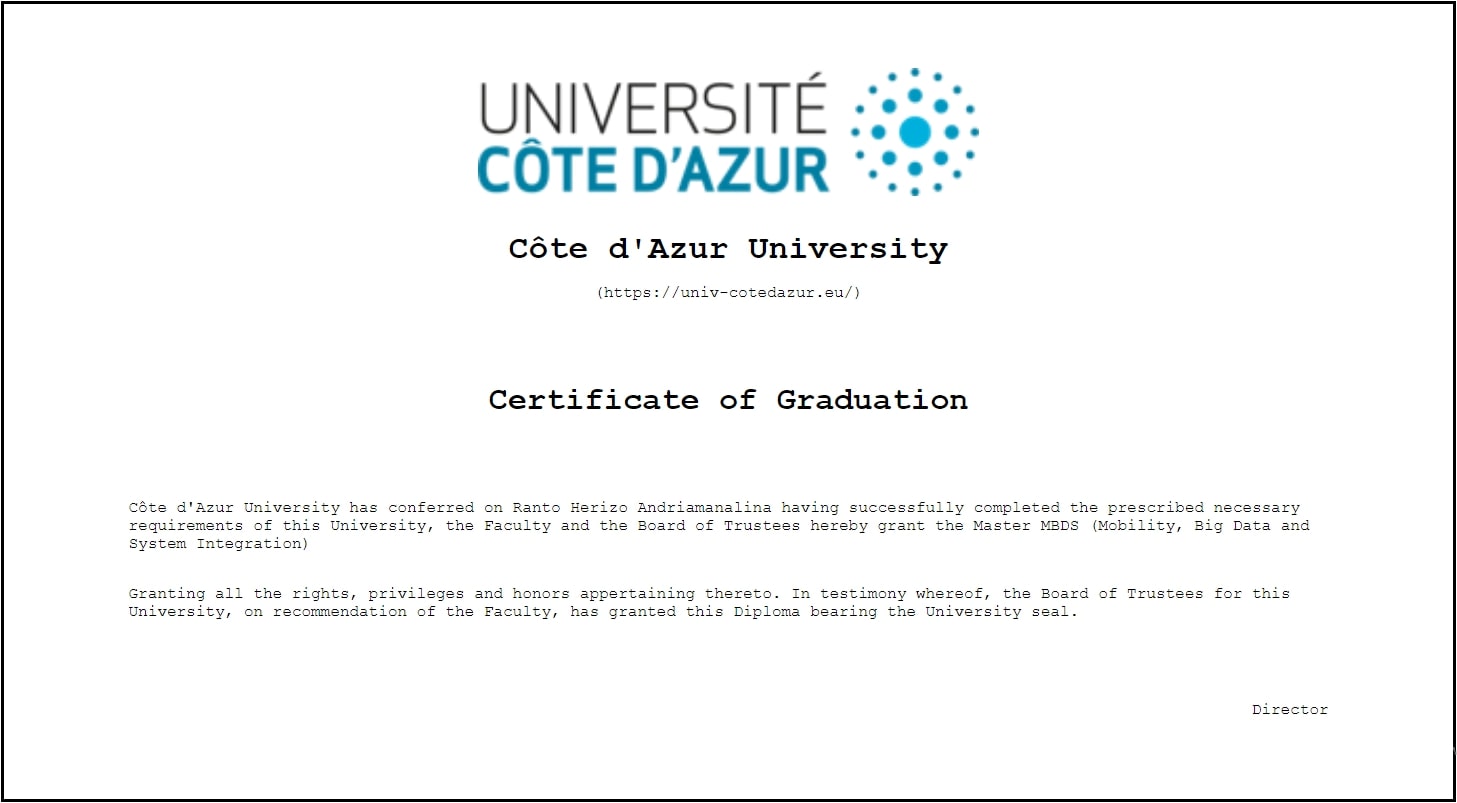 UNIVERSITÉ
CÔTE D'AZUR
Côte d'Azur University
(https://univ-cotedazur.eu/)
Certificate of Graduation
Côte d'Azur University has conferred on Ranto Herizo Andriamanalina having successfully completed the prescribed necessary
requirements of this University, the Faculty and the Board of Trustees hereby grant the Master MBDS (Mobility, Big Data and
System Integration)
Granting all the rights, privileges and honors appertaining thereto. In testimony whereof, the Board of Trustees for this
University, on recommendation of the Faculty, has granted this Diploma bearing the University seal.
Director